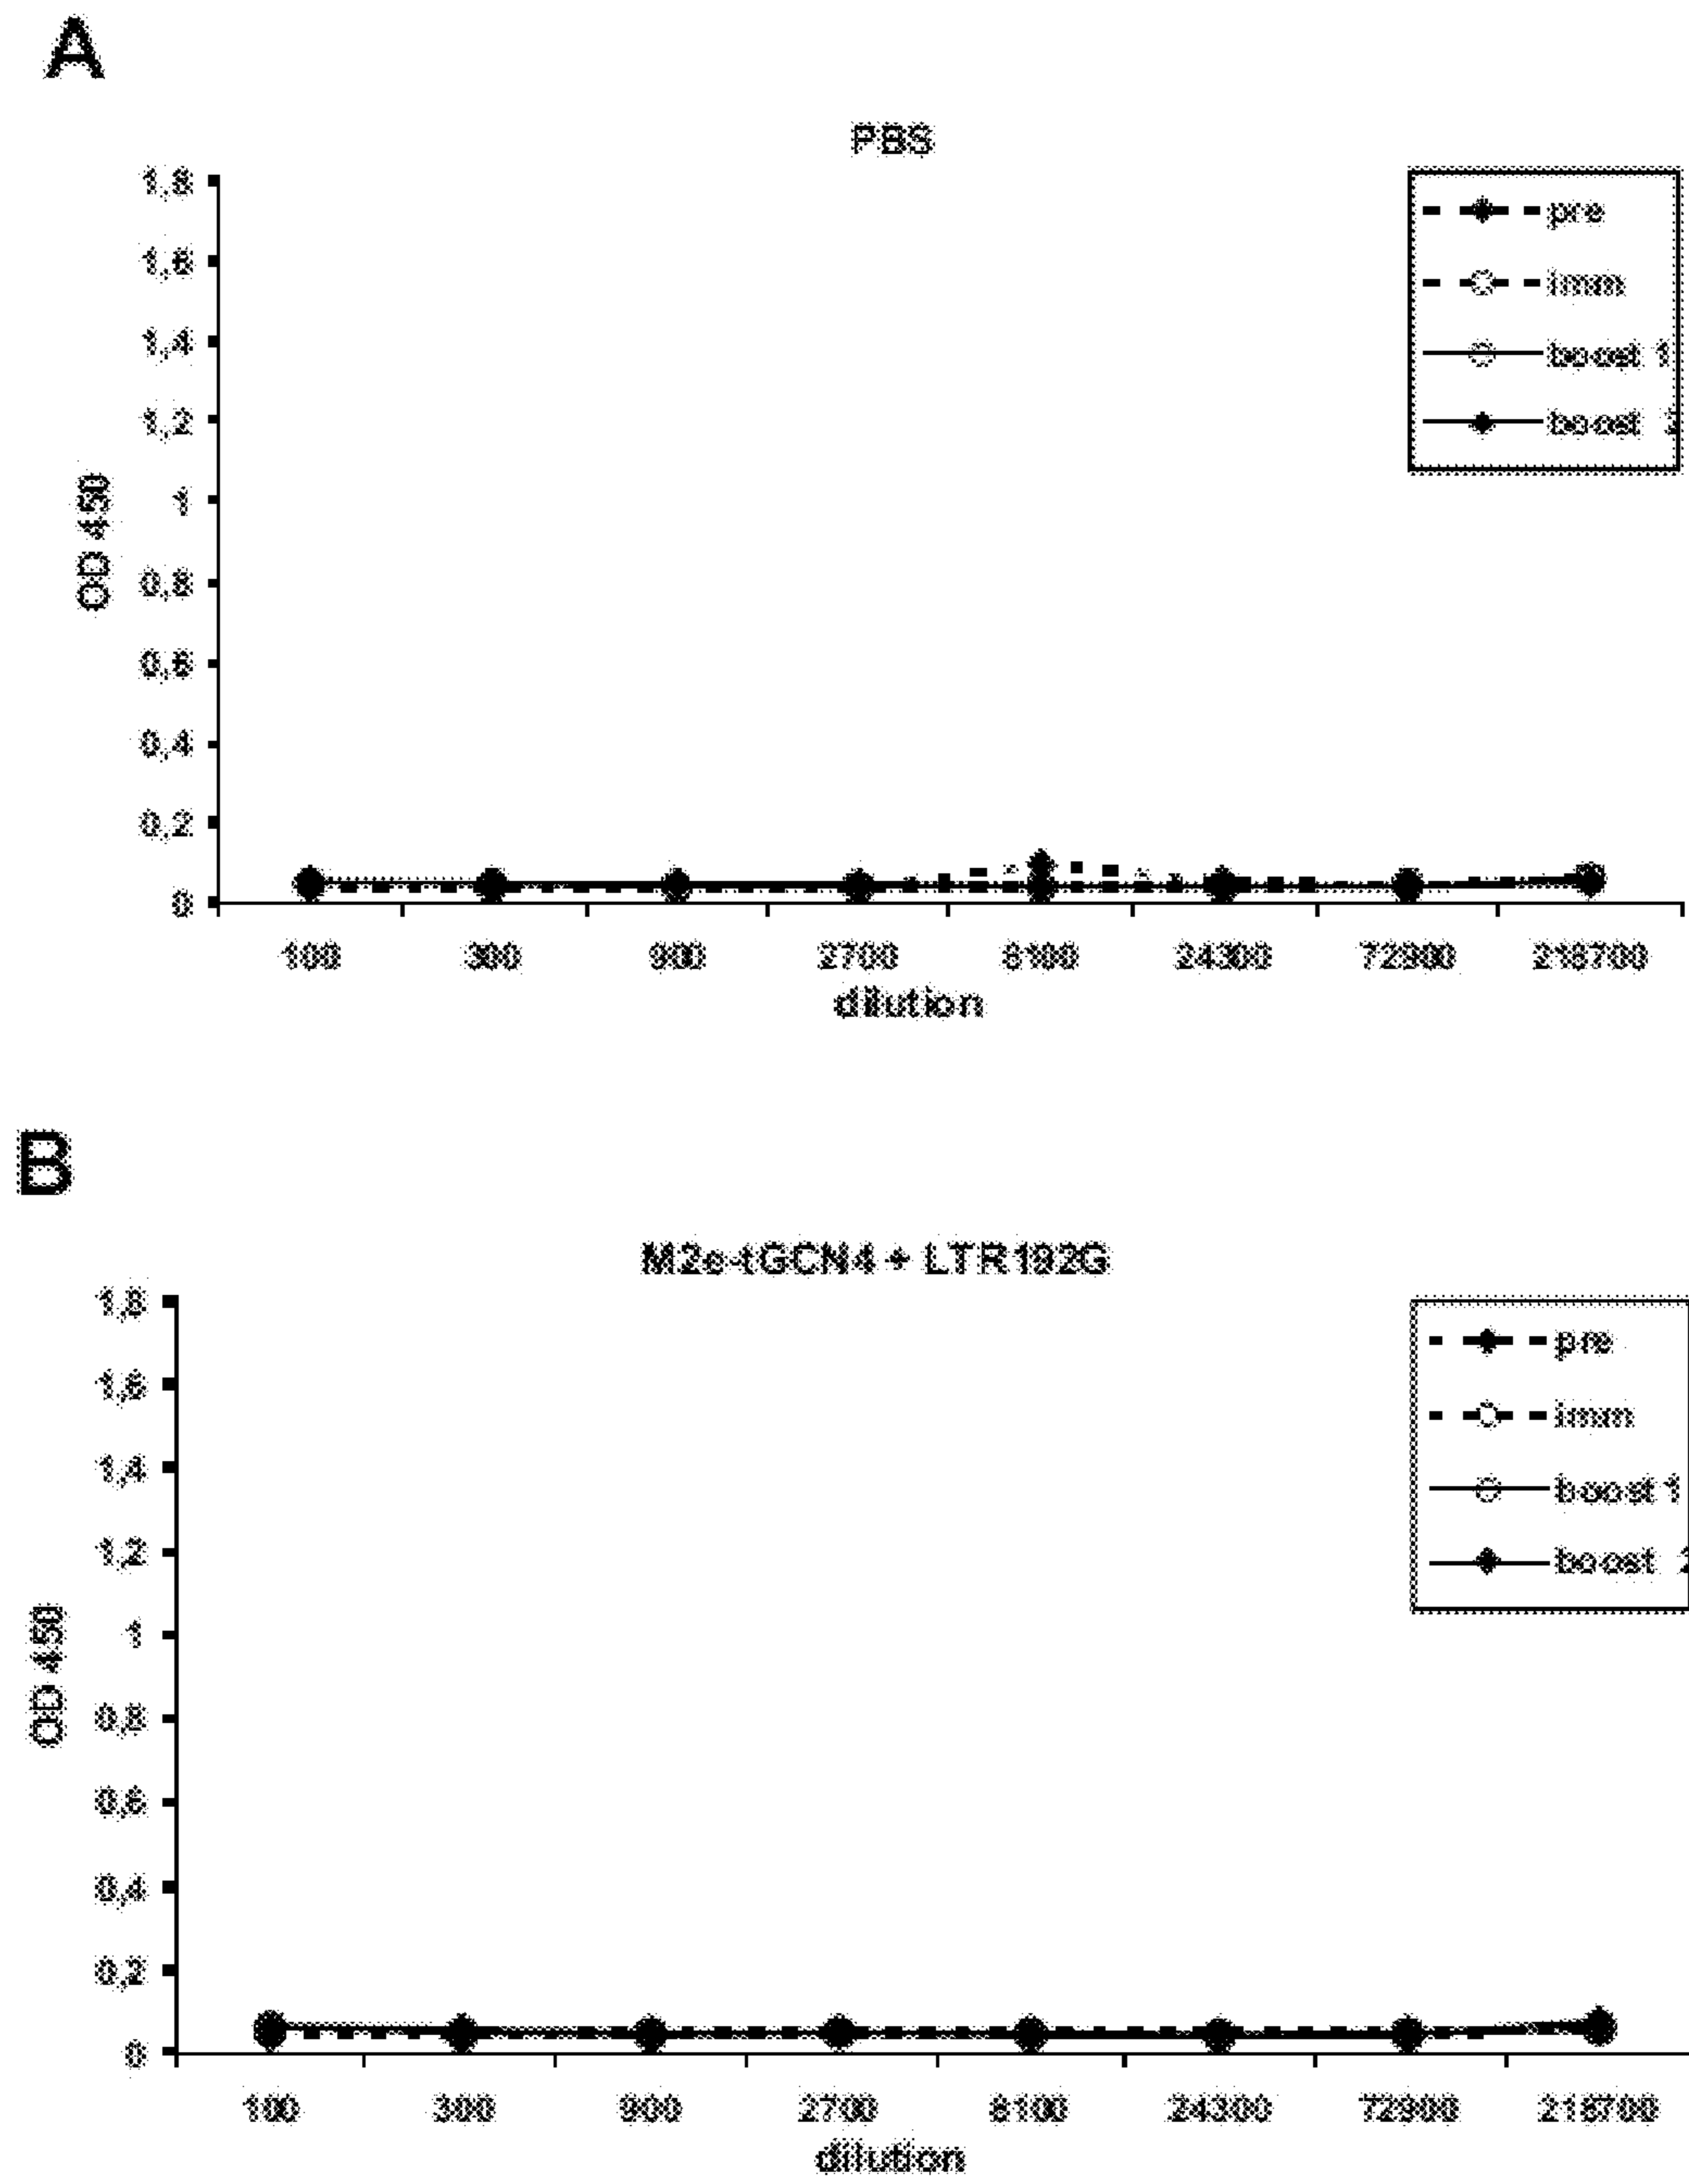 A
PBS
1,8
1,6
1,4
1,2
1
0,8
0,6
0,4
0,2
0
OD 450
100 300 900 2700 8100 24300 72900 218700
dilution
pre
imm
boost 1
boost 2
B
M2e-tGCN4 + LTR192G
1,8
1,6
1,4
1,2
1
0,8
0,6
0,4
0,2
0
OD 450
100 300 900 2700 8100 24300 72900 218700
dilution
pre
imm
boost1
boost 2